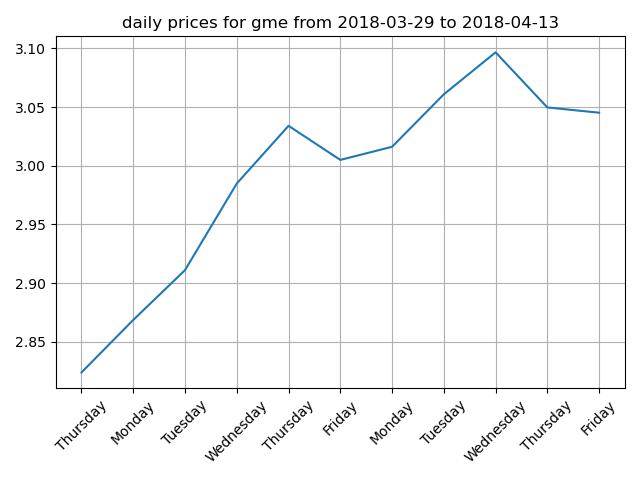 daily prices for gme from 2018-03-29 to 2018-04-13
3.10
3.05
3.00
2.95
2.90
2.85
Thursday
Monday
Tuesday
Wednesday
Thursday
Friday
Monday
Tuesday
Wednesday
Thursday
Friday